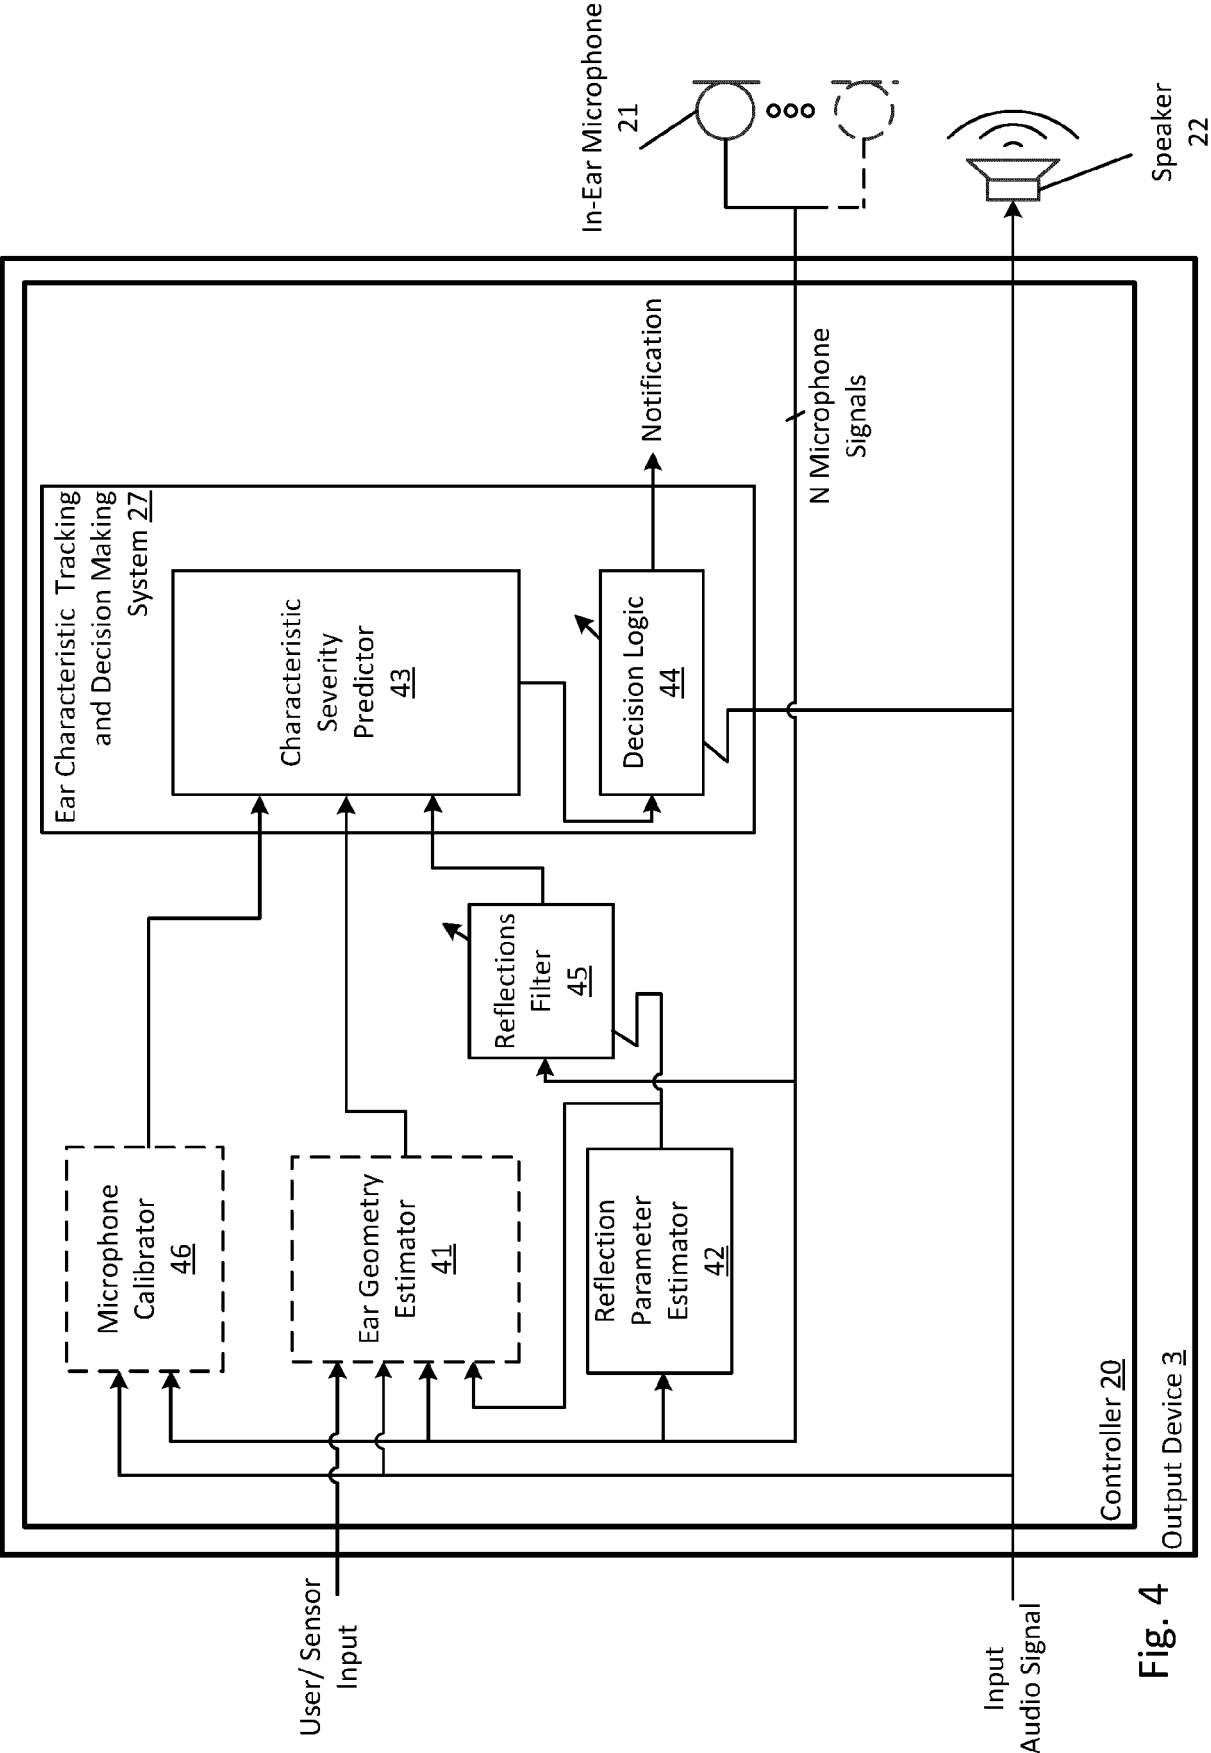 Ear Characteristic Tracking
and Decision Making
System 27
Microphone
Calibrator
46
Characteristic
Severity
Predictor
43
User/ Sensor
Input
Ear Geometry
Estimator
41
Reflections
Filter
45
Reflection
Parameter
Estimator
42
Decision Logic
44
Notification
In-Ear Microphone
21
N Microphone
Signals
Input
Audio Signal
Speaker
22
Controller 20
Output Device 3
Fig. 4